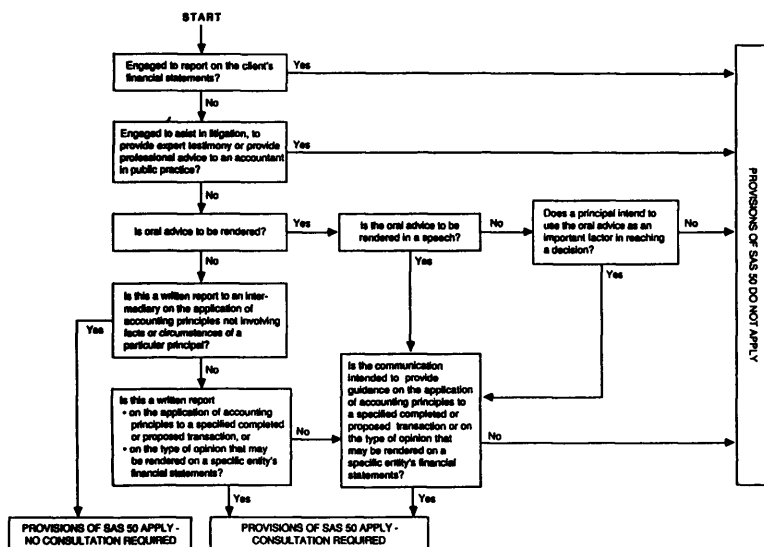 START
Engaged to report on the client's
financial statements?
Yes
No
Engaged to asist in litigation, to
provide expert testimony or provide
professional advice to an accountant
in public practice?
Yes
No
Is oral advice to be rendered?
Yes
Is the oral advice to be
rendered in a speech?
No
Does a principal intend to
use the oral advice as an
important factor in reaching
a decision?
No
No
Yes
Yes
Is this a written report to an inter-
mediary on the application of
accounting principles not involving
facts or circumstances of a
particular principal?
Yes
No
Is the communication
intended to provide
guidance on the application
of accounting principles to
a specified completed or
proposed transaction or on
the type of opinion that
may be rendered on a
specific entity's financial
statements?
No
Is this a written report
• on the application of accounting
principles to a specified completed
or proposed transaction, or
• on the type of opinion that may
be rendered on a specific entity's
financial statements?
No
Yes
Yes
PROVISIONS OF SAS 50 APPLY -
NO CONSULTATION REQUIRED
PROVISIONS OF SAS 50 APPLY -
CONSULTATION REQUIRED
PROVISIONS OF SAS 50 DO NOT APPLY